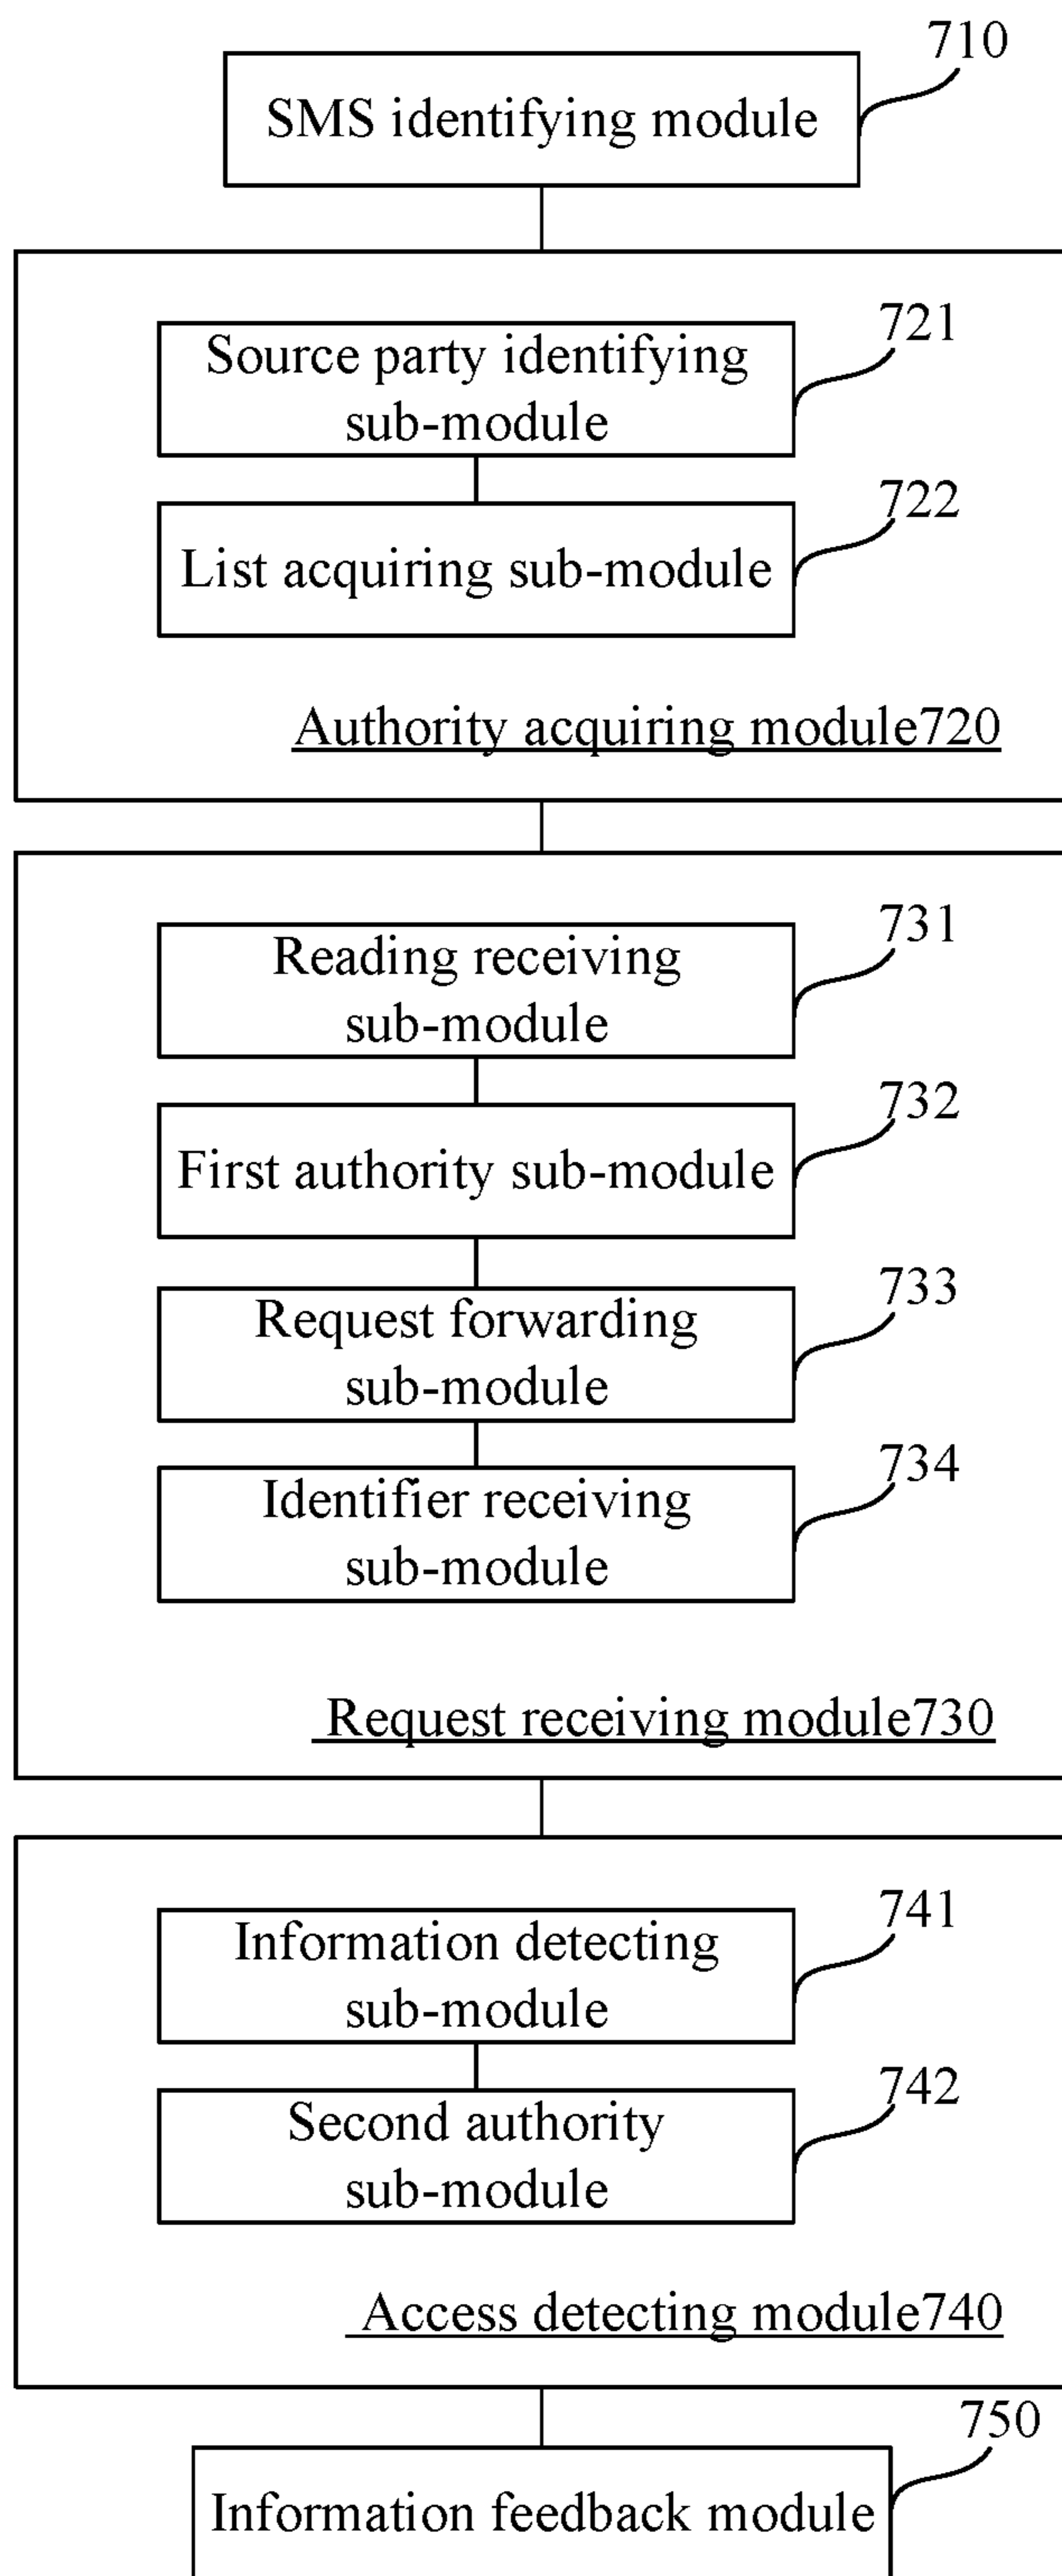 710
SMS identifying module
721
Source party identifying
sub-module
722
List acquiring sub-module
Authority acquiring module720
731
Reading receiving
sub-module
732
First authority sub-module
733
Request forwarding
sub-module
734
Identifier receiving
sub-module
Request receiving module730
741
Information detecting
sub-module
742
Second authority
sub-module
Access detecting module740
750
Information feedback module